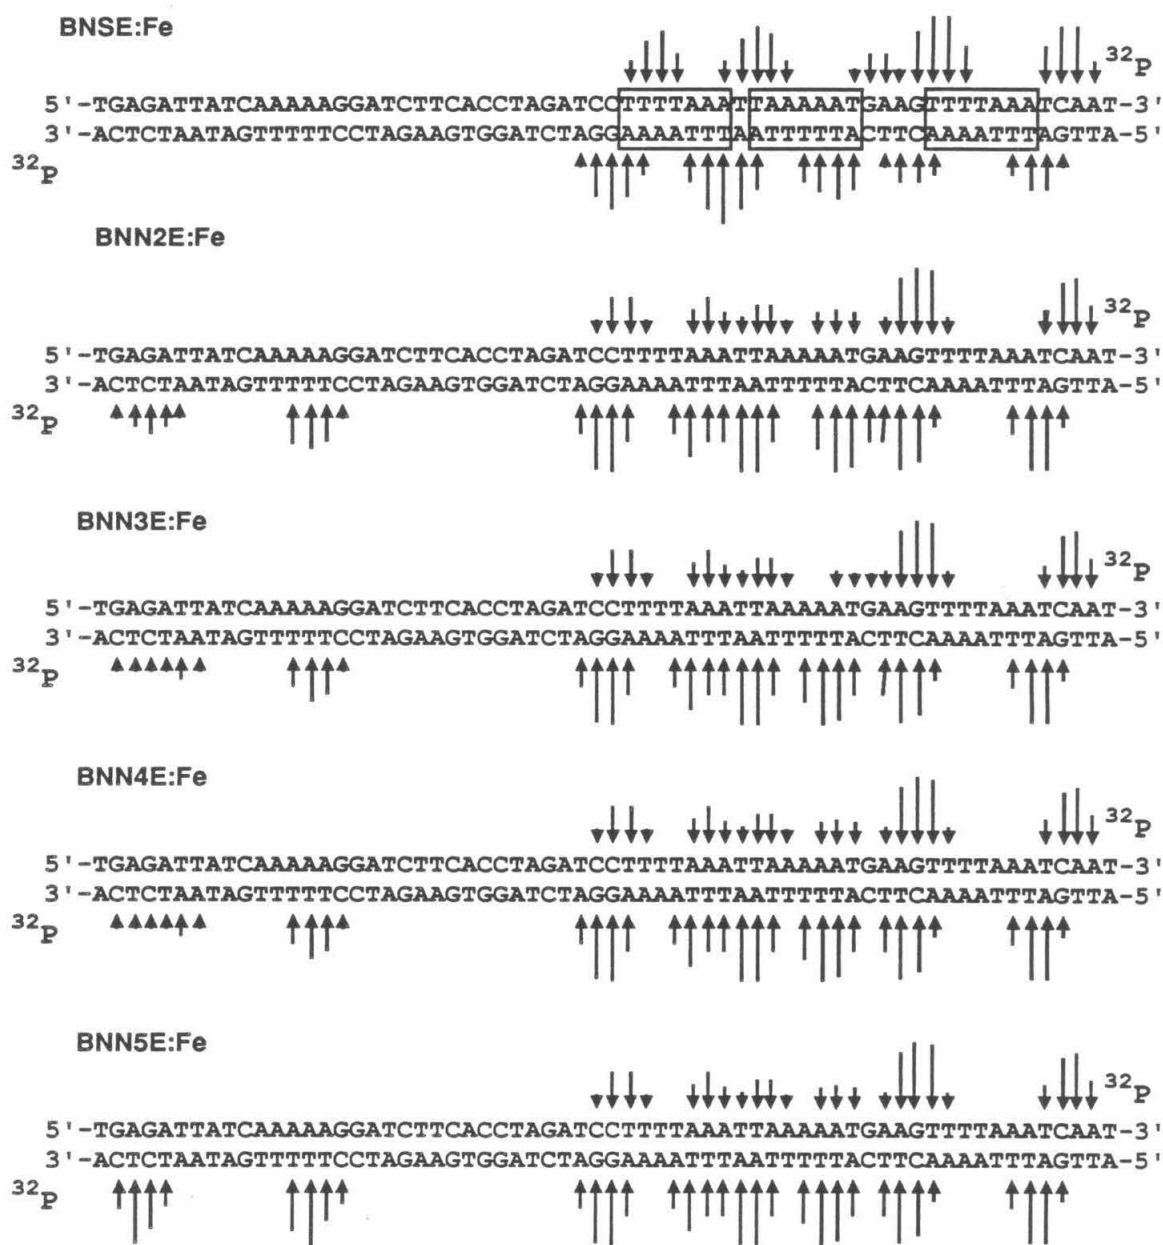 BNSE:Fe
32P
5'-TGAGATTATCAAAAAGGATCTTCACCTAGATCCTTTTAAATTAAAAATGAAGTTTTAAATCAAT-3'
3'-ACTCTAATAGTTTTTCCTAGAAGTGGATCTAGGAAAATTTAATTTTTACTTCAAAATTTAGTTA-5'
32P
BNN2E:Fe
32P
5'-TGAGATTATCAAAAAGGATCTTCACCTAGATCCTTTTAAATTAAAAATGAAGTTTTAAATCAAT-3'
3'-ACTCTAATAGTTTTTCCTAGAAGTGGATCTAGGAAAATTTAATTTTTACTTCAAAATTTAGTTA-5'
32P
BNN3E:Fe
32P
5'-TGAGATTATCAAAAAGGATCTTCACCTAGATCCTTTTAAATTAAAAATGAAGTTTTAAATCAAT-3'
3'-ACTCTAATAGTTTTTCCTAGAAGTGGATCTAGGAAAATTTAATTTTTACTTCAAAATTTAGTTA-5'
32P
BNN4E:Fe
32P
5'-TGAGATTATCAAAAAGGATCTTCACCTAGATCCTTTTAAATTAAAAATGAAGTTTTAAATCAAT-3'
3'-ACTCTAATAGTTTTTCCTAGAAGTGGATCTAGGAAAATTTAATTTTTACTTCAAAATTTAGTTA-5'
32P
BNN5E:Fe
32P
5'-TGAGATTATCAAAAAGGATCTTCACCTAGATCCTTTTAAATTAAAAATGAAGTTTTAAATCAAT-3'
3'-ACTCTAATAGTTTTTCCTAGAAGTGGATCTAGGAAAATTTAATTTTTACTTCAAAATTTAGTTA-5'
32P